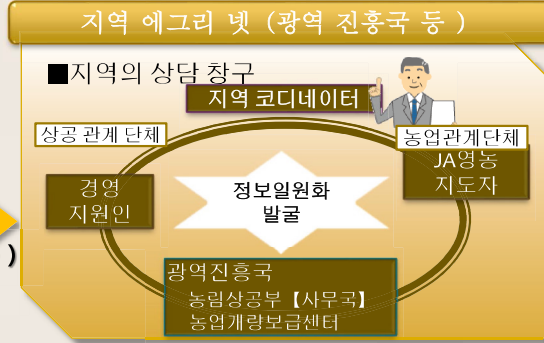 지역 에그리 넷 (광역 진흥국 등 )
■지역의 상담 창구
지역 코디네이터
상공 관계 단체
농업관계단체
JA영농
지도자
경영
지원인
정보일원화
발굴
)
광역진흥국
농림상공부【사무국】
농업개량보급센터